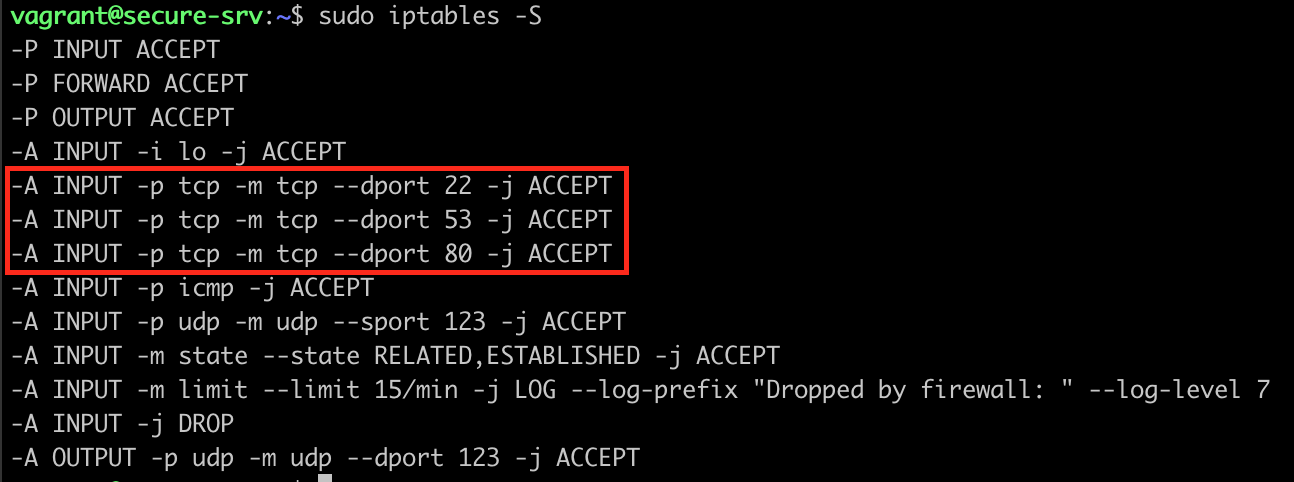 vagrant@secure-srv:~$ sudo iptables -S
-P INPUT ACCEPT
-P FORWARD ACCEPT
-P OUTPUT ACCEPT
-A INPUT -i lo -j ACCEPT
-A INPUT -p tcp -m tcp --dport 22 -j ACCEPT
-A INPUT -p tcp -m tcp --dport 53 -j ACCEPT
-A INPUT -p tcp -m tcp --dport 80 -j ACCEPT
-A INPUT -p icmp -j ACCEPT
-A INPUT -p udp -m udp --sport 123 -j ACCEPT
-A INPUT -m state --state RELATED,ESTABLISHED -j ACCEPT
-A INPUT -m limit --limit 15/min -j LOG --log-prefix "Dropped by firewall: " --log-level 7
-A INPUT -j DROP
-A OUTPUT -p udp -m udp --dport 123 -j ACCEPT